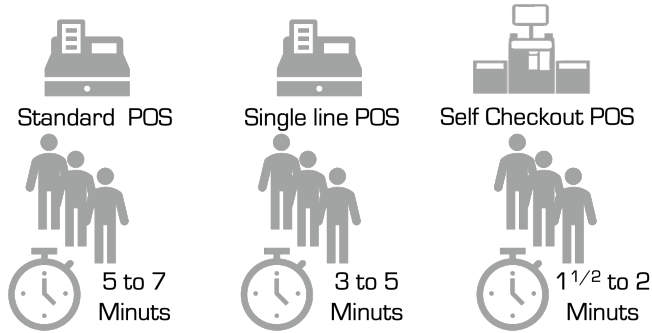 Standard POS
Single line POS
Self Checkout POS
5 to 7
Minuts
3 to 5
Minuts
1 1/2 to 2
Minuts